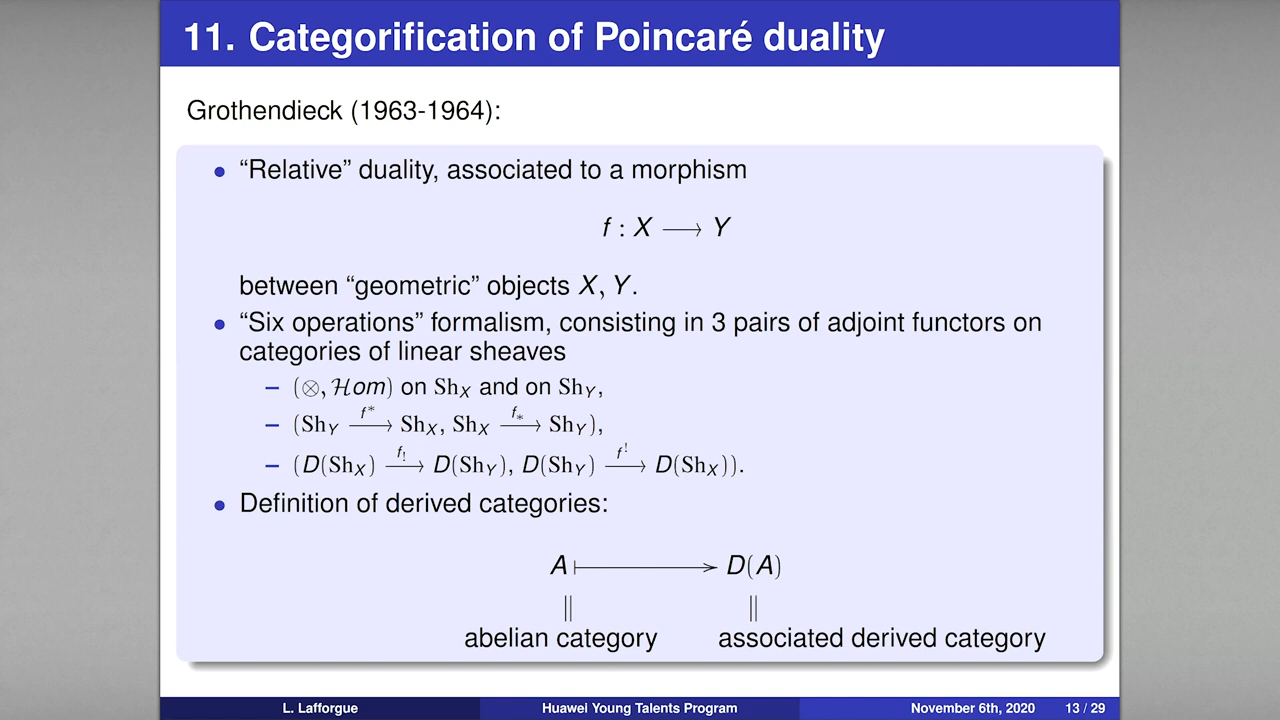 11. Categorification of Poincaré duality
Grothendieck (1963-1964):
• “Relative” duality, associated to a morphism
f : X ⟶ Y
between “geometric” objects X, Y.
• “Six operations” formalism, consisting in 3 pairs of adjoint functors on
categories of linear sheaves
– (⊗, ℋom) on Sh_X and on Sh_Y,
– (Sh_Y —f^*→ Sh_X, Sh_X —f_*→ Sh_Y),
– (D(Sh_X) —f_!→ D(Sh_Y), D(Sh_Y) —f^!→ D(Sh_X)).
• Definition of derived categories:
A ⟼ D(A)
|| ||
abelian category associated derived category
L. Lafforgue Huawei Young Talents Program November 6th, 2020 13 / 29